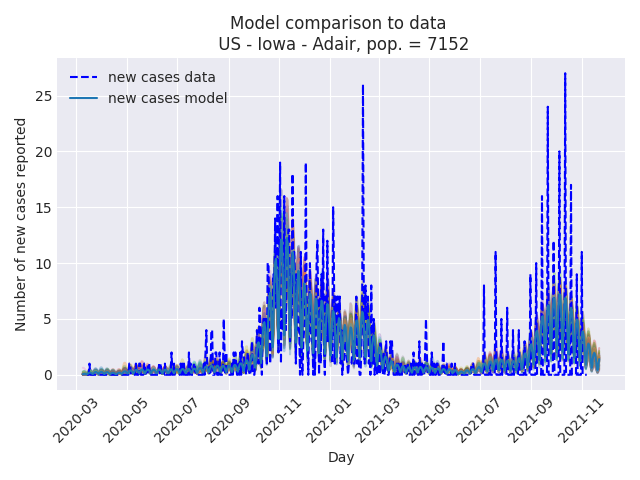 Model comparison to data
US - Iowa - Adair, pop. = 7152
new cases data
new cases model
Number of new cases reported
25
20
15
10
5
0
2020-03
2020-05
2020-07
2020-09
2020-11
2021-01
2021-03
2021-05
2021-07
2021-09
2021-11
Day